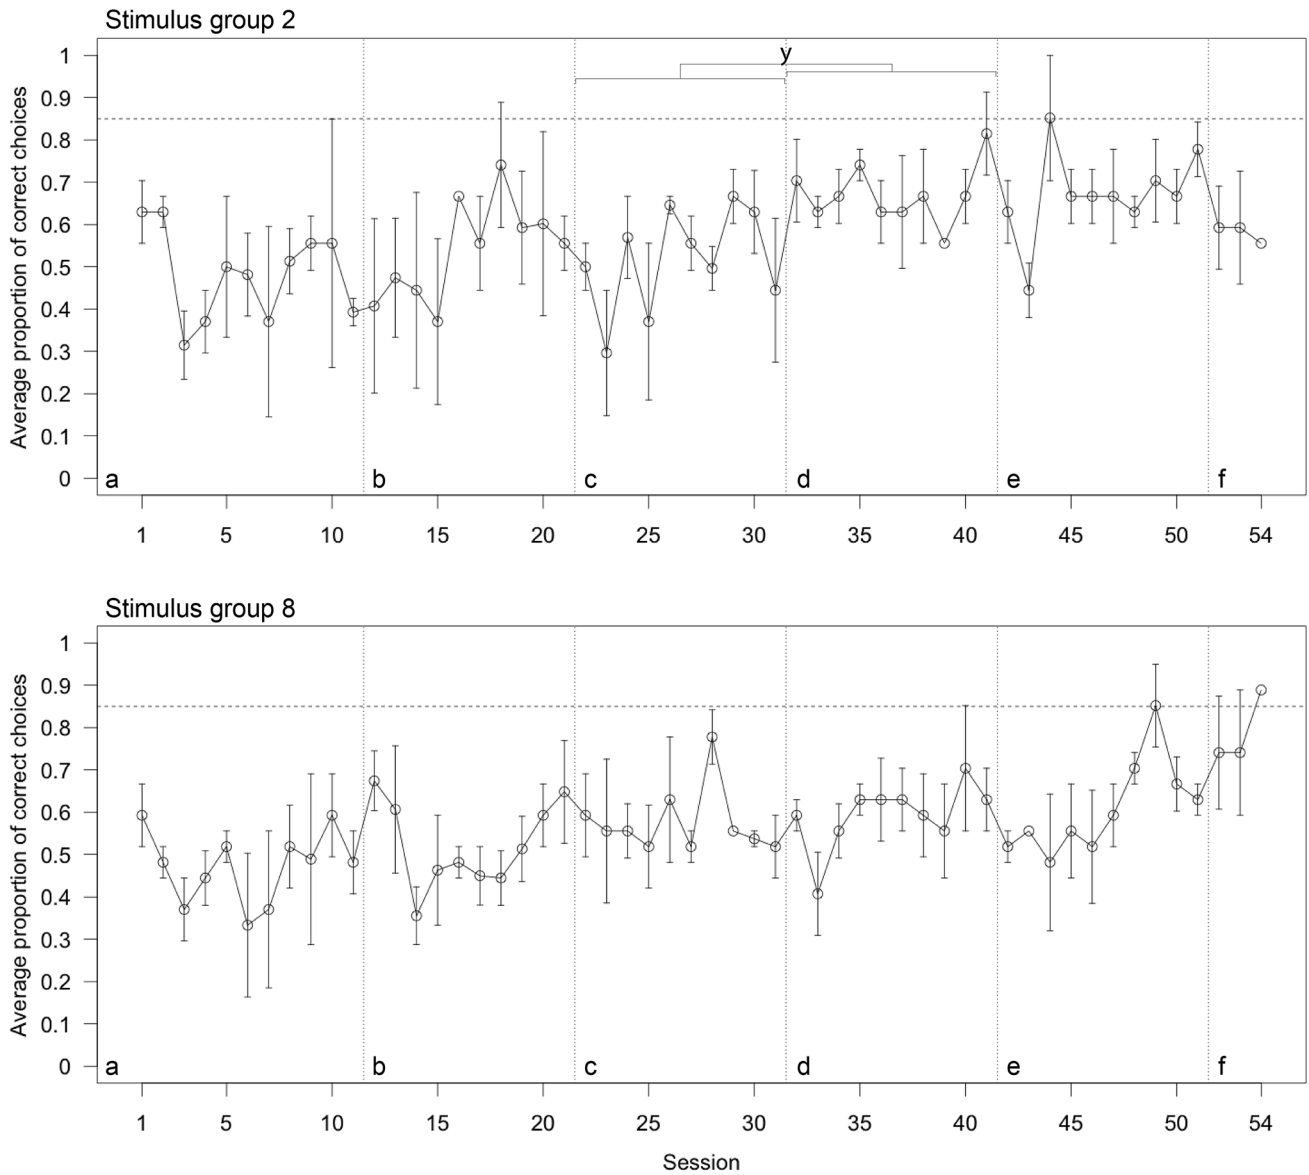 Stimulus group 2
y
1
0.9
0.8
0.7
0.6
0.5
0.4
0.3
0.2
0.1
0
Average proportion of correct choices
a b c d e f
1 5 10 15 20 25 30 35 40 45 50 54
Stimulus group 8
1
0.9
0.8
0.7
0.6
0.5
0.4
0.3
0.2
0.1
0
Average proportion of correct choices
a b c d e f
1 5 10 15 20 25 30 35 40 45 50 54
Session